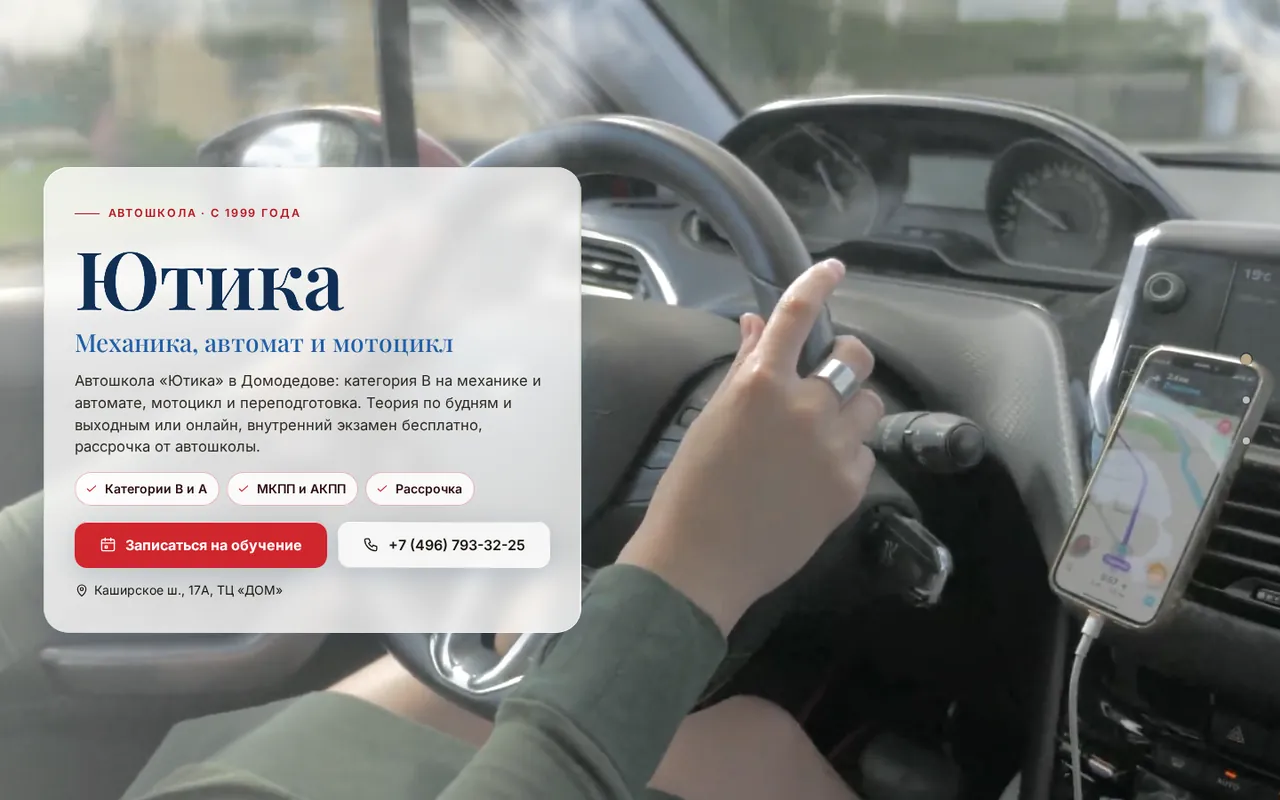 АВТОШКОЛА · С 1999 ГОДА
Ютика
Механика, автомат и мотоцикл
Автошкола «Ютика» в Домодедове: категория B на механике и
автомате, мотоцикл и переподготовка. Теория по будням и
выходным или онлайн, внутренний экзамен бесплатно,
рассрочка от автошколы.
Категории B и A
МКПП и АКПП
Рассрочка
Записаться на обучение
+7 (496) 793-32-25
Каширское ш., 17А, ТЦ «ДОМ»
AUTO